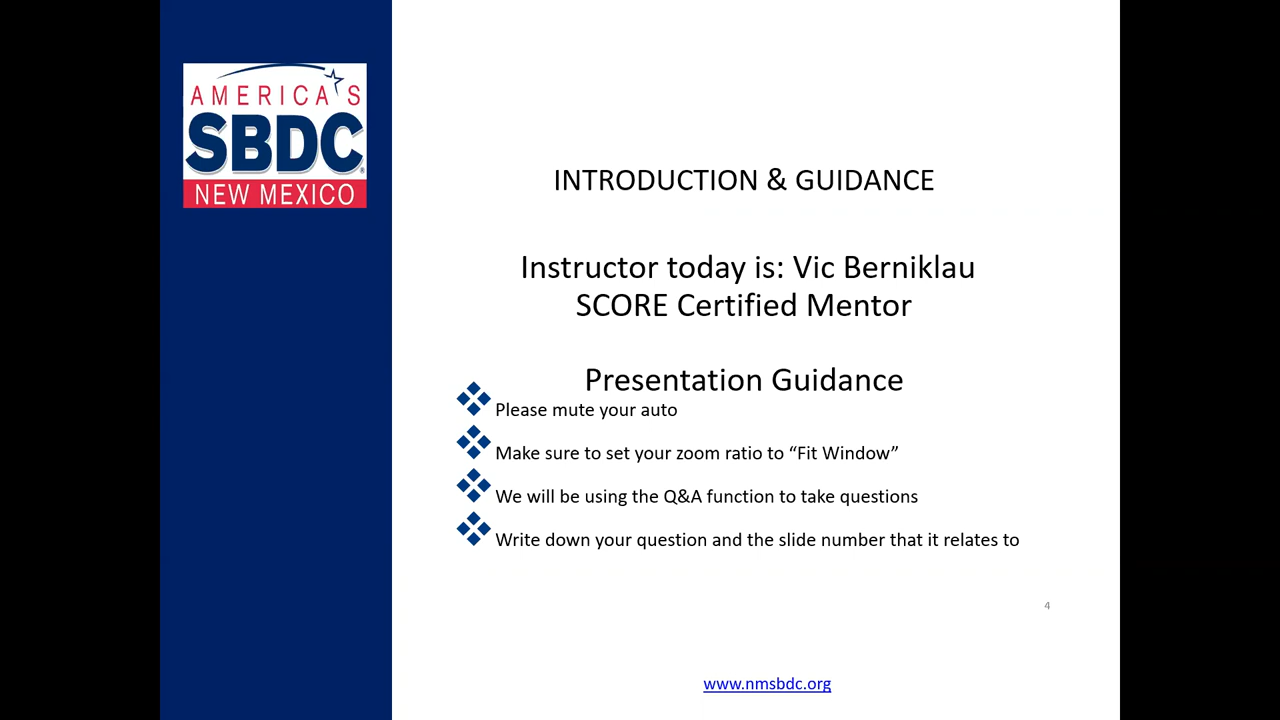 AMERICA'S
SBDC
NEW MEXICO
INTRODUCTION & GUIDANCE
Instructor today is: Vic Berniklau
SCORE Certified Mentor
Presentation Guidance
Please mute your auto
Make sure to set your zoom ratio to “Fit Window”
We will be using the Q&A function to take questions
Write down your question and the slide number that it relates to
4
www.nmsbdc.org